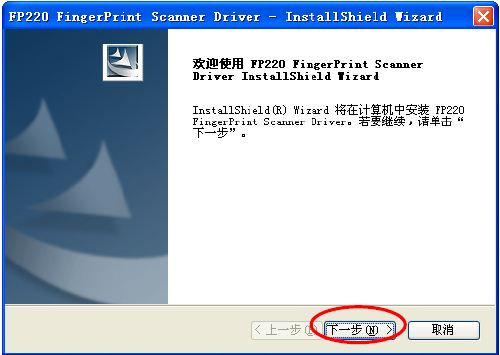 FP220 FingerPrint Scanner Driver - InstallShield Wizard
欢迎使用 FP220 FingerPrint Scanner
Driver InstallShield Wizard
InstallShield(R) Wizard 将在计算机中安装 FP220
FingerPrint Scanner Driver。若要继续，请单击“
下一步”。
< 上一步
下一步(N) >
取消